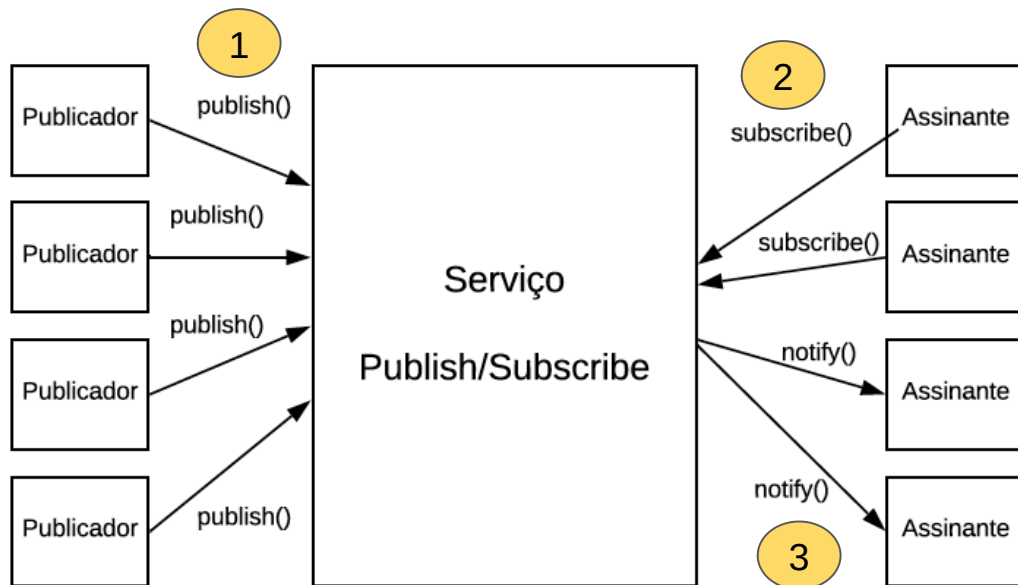 1
2
Publicador
publish()
subscribe()
Assinante
Publicador
publish()
subscribe()
Assinante
Serviço
Publish/Subscribe
Publicador
publish()
notify()
Assinante
Publicador
publish()
notify()
Assinante
3